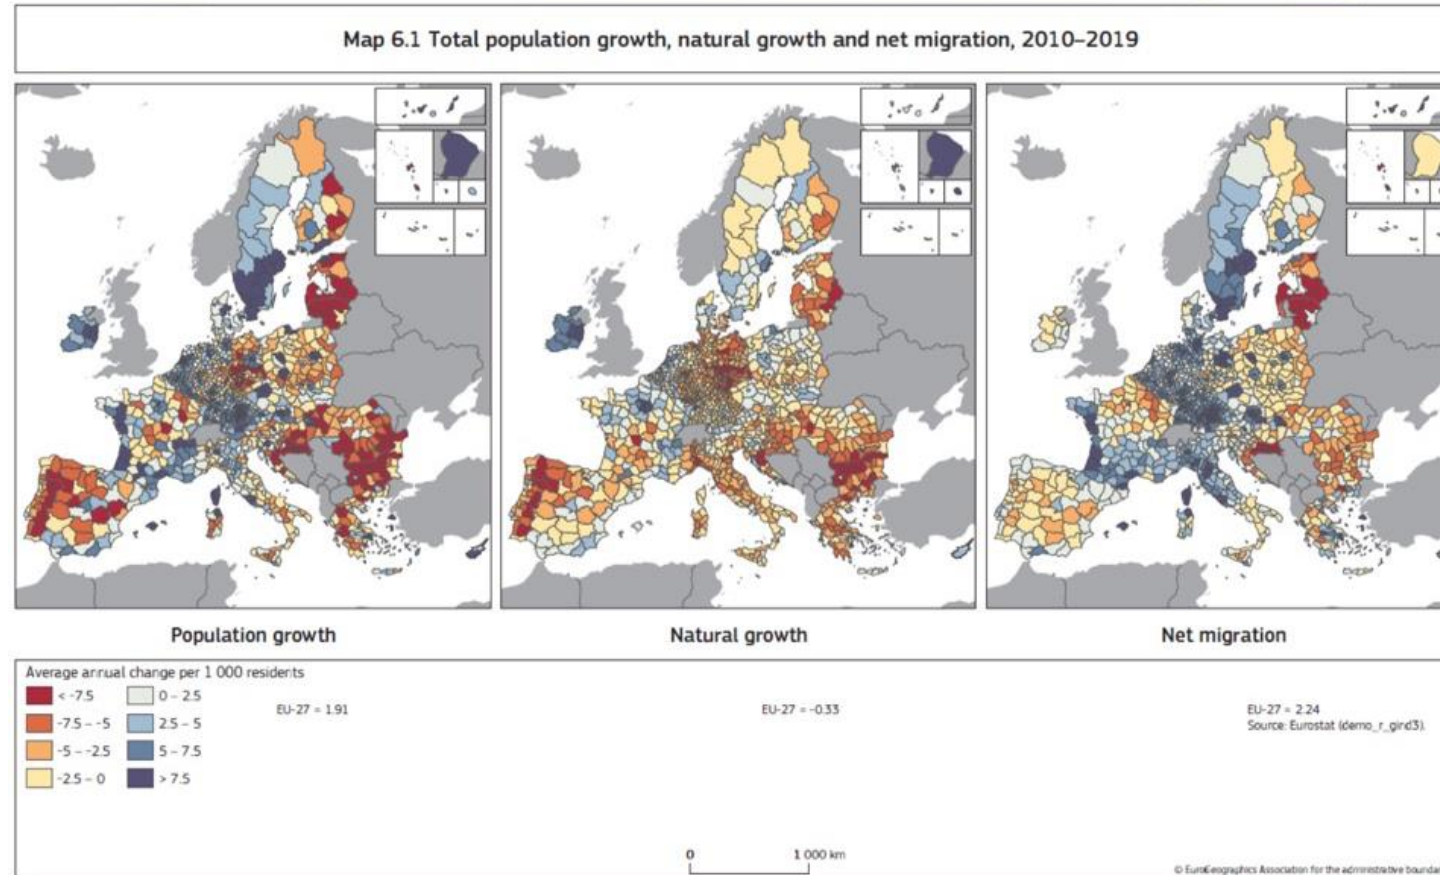 Map 6.1 Total population growth, natural growth and net migration, 2010–2019
Population growth
Natural growth
Net migration
Average annual change per 1 000 residents
< -7.5
-7.5 – -5
-5 – -2.5
-2.5 – 0
0 – 2.5
2.5 – 5
5 – 7.5
> 7.5
EU-27 = 1.91
EU-27 = -0.33
EU-27 = 2.24
Source: Eurostat (demo_r_gind3).
0 1 000 km
© EuroGeographics Association for the administrative